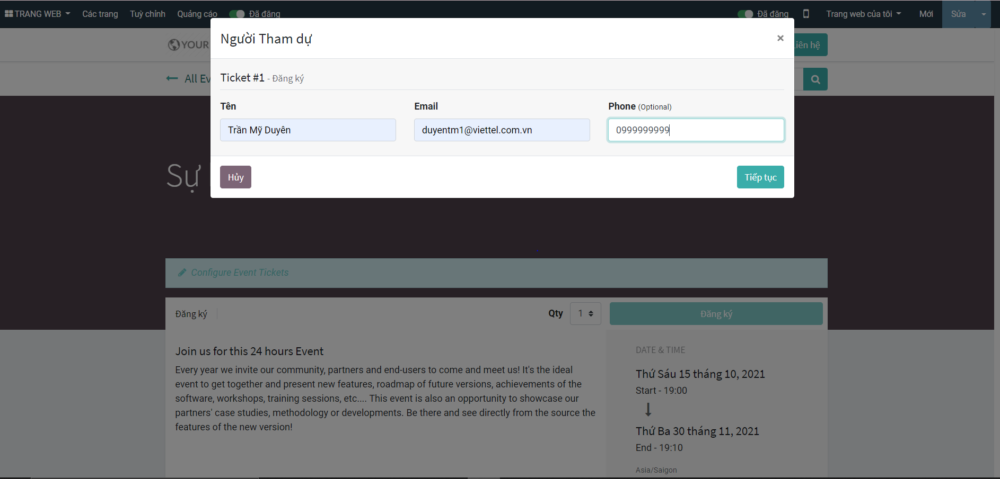 TRANG WEB Các trang Tuỳ chỉnh Quảng cáo Đã đăng Đã đăng Trang web của tôi Mới Sửa
Người Tham dự ×
YOUR Liên hệ
Ticket #1 - Đăng ký
All Ev
Tên Email Phone (Optional)
Trần Mỹ Duyên duyentm1@viettel.com.vn 0999999999
Sự
Hủy Tiếp tục
Configure Event Tickets
Đăng ký Qty 1 Đăng ký
Join us for this 24 hours Event
Every year we invite our community, partners and end-users to come and meet us! It's the ideal
event to get together and present new features, roadmap of future versions, achievements of the
software, workshops, training sessions, etc.... This event is also an opportunity to showcase our
partners' case studies, methodology or developments. Be there and see directly from the source the
features of the new version!
DATE & TIME
Thứ Sáu 15 tháng 10, 2021
Start - 19:00
Thứ Ba 30 tháng 11, 2021
End - 19:10
Asia/Saigon